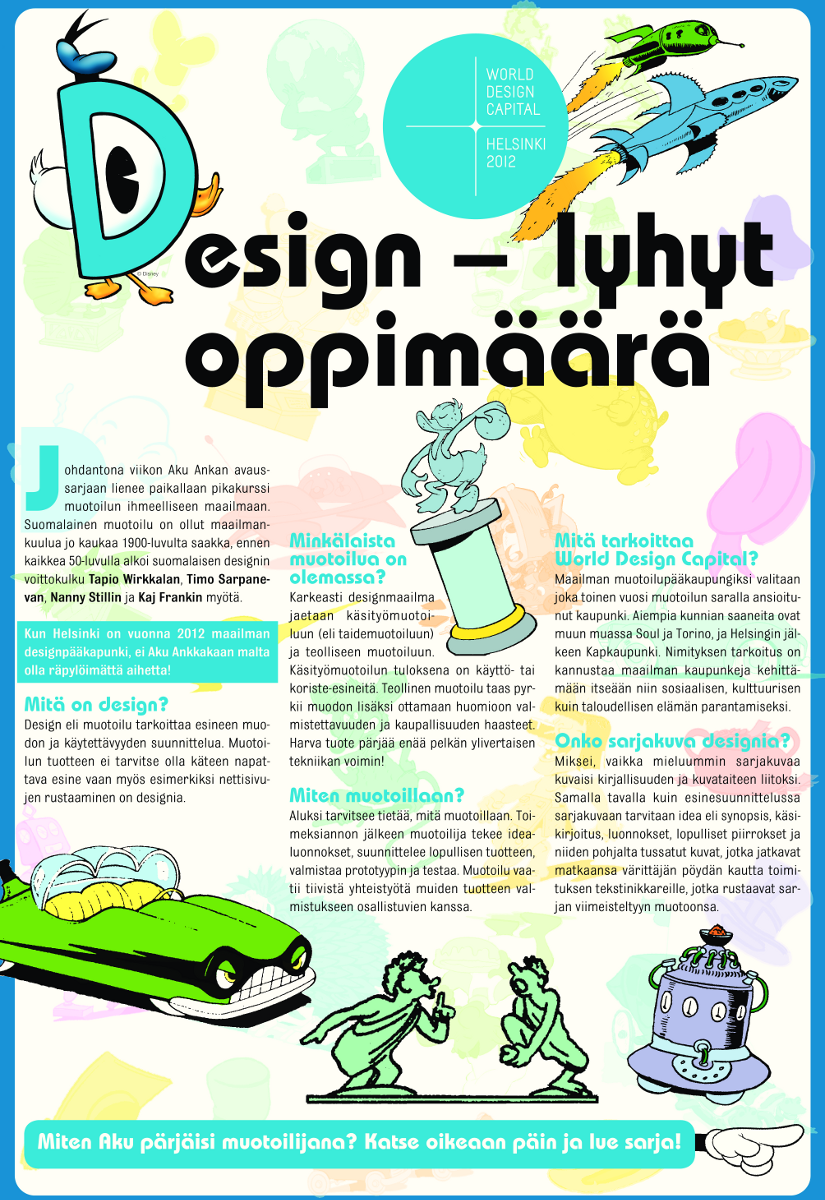 WORLD
DESIGN
CAPITAL
HELSINKI
2012
© Disney
Design – lyhyt
oppimäärä
Johdantona viikon Aku Ankan avaus-
sarjaan lienee paikallaan pikakurssi
muotoilun ihmeelliseen maailmaan.
Suomalainen muotoilu on ollut maailman-
kuulua jo kaukaa 1900-luvulta saakka, ennen
kaikkea 50-luvulla alkoi suomalaisen designin
voittokulku Tapio Wirkkalan, Timo Sarpane-
van, Nanny Stillin ja Kaj Frankin myötä.
Kun Helsinki on vuonna 2012 maailman
designpääkapunki, ei Aku Ankkakaan malta
olla räpylöimättä aihetta!
Mitä on design?
Design eli muotoilu tarkoittaa esineen muo-
don ja käytettävyyden suunnittelua. Muotoi-
lun tuotteen ei tarvitse olla käteen napat-
tava esine vaan myös esimerkiksi nettisivu-
jen rustaaminen on designia.
Minkälaista
muotoilua on
olemassa?
Karkeasti designmaailma
jaetaan käsityömuotoi-
luun (eli taidemuotoiluun)
ja teolliseen muotoiluun.
Käsityömuotoilun tuloksena on käyttö- tai
koriste-esineitä. Teollinen muotoilu taas pyr-
kii muodon lisäksi ottamaan huomioon val-
mistettavuuden ja kaupallisuuden haasteet.
Harva tuote pärjää enää pelkän ylivertaisen
tekniikan voimin!
Miten muotoillaan?
Aluksi tarvitsee tietää, mitä muotoillaan. Toi-
meksiannon jälkeen muotoilija tekee idea-
luonnokset, suunnittelee lopullisen tuotteen,
valmistaa prototyypin ja testaa. Muotoilu vaa-
tii tiivistä yhteistyötä muiden tuotteen val-
mistukseen osallistuvien kanssa.
Mitä tarkoittaa
World Design Capital?
Maailman muotoilupääkaupungiksi valitaan
joka toinen vuosi muotoilun saralla ansioitu-
nut kaupunki. Aiempia kunnian saaneita ovat
muun muassa Soul ja Torino, ja Helsingin jäl-
keen Kapkaupunki. Nimityksen tarkoitus on
kannustaa maailman kaupunkeja kehittä-
mään itseään niin sosiaalisen, kulttuurisen
kuin taloudellisen elämän parantamiseksi.
Onko sarjakuva designia?
Miksei, vaikka mieluummin sarjakuvaa
kuvaisi kirjallisuuden ja kuvataiteen liitoksi.
Samalla tavalla kuin esinesuunnittelussa
sarjakuvaan tarvitaan idea eli synopsis, käsi-
kirjoitus, luonnokset, lopulliset piirrokset ja
niiden pohjalta tussatut kuvat, jotka jatkavat
matkaansa värittäjän pöydän kautta toimi-
tuksen tekstinikkareille, jotka rustaavat sar-
jan viimeisteltyyn muotoonsa.
Miten Aku pärjäisi muotoilijana? Katse oikeaan päin ja lue sarja!